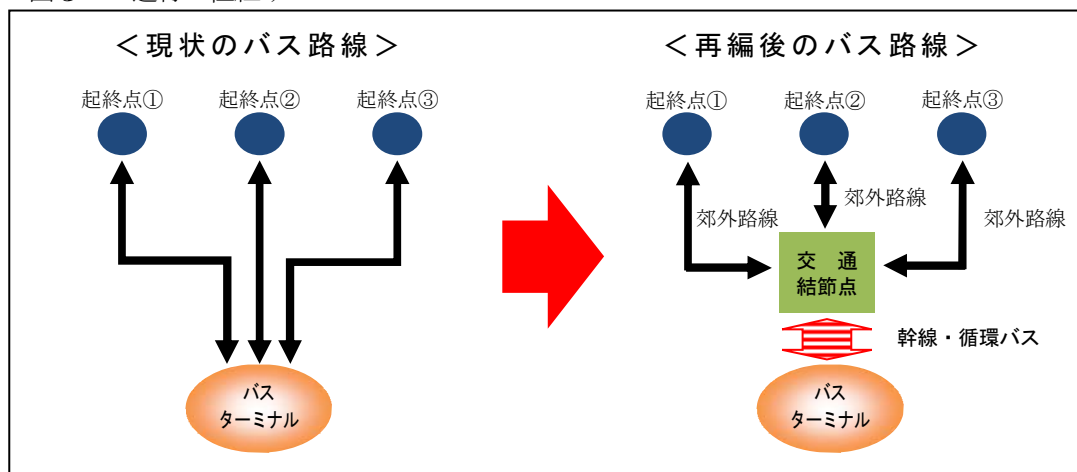 ＜現状のバス路線＞
起終点①
起終点②
起終点③
バス
ターミナル
＜再編後のバス路線＞
起終点①
起終点②
起終点③
郊外路線
郊外路線
郊外路線
交　通
結節点
幹線・循環バス
バス
ターミナル